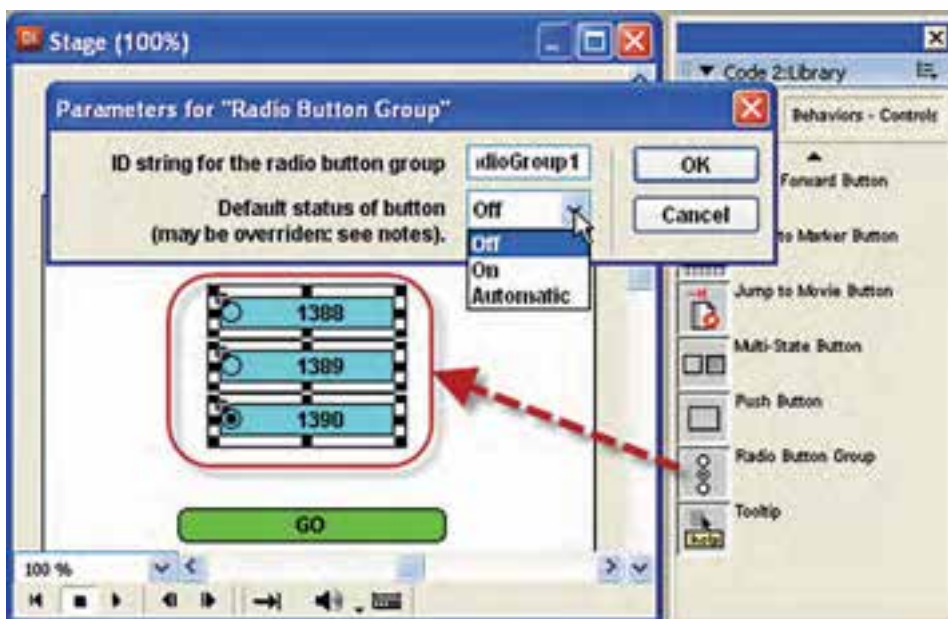 Stage (100%)
Parameters for "Radio Button Group"
ID string for the radio button group
dioGroup1
OK
Default status of button
(may be overriden: see notes).
Off
Cancel
Off
On
Automatic
1388
1389
1390
GO
100 %
Code 2:Library
Behaviors - Controls
Forward Button
to Marker Button
Jump to Movie Button
Multi-State Button
Push Button
Radio Button Group
Tooltip